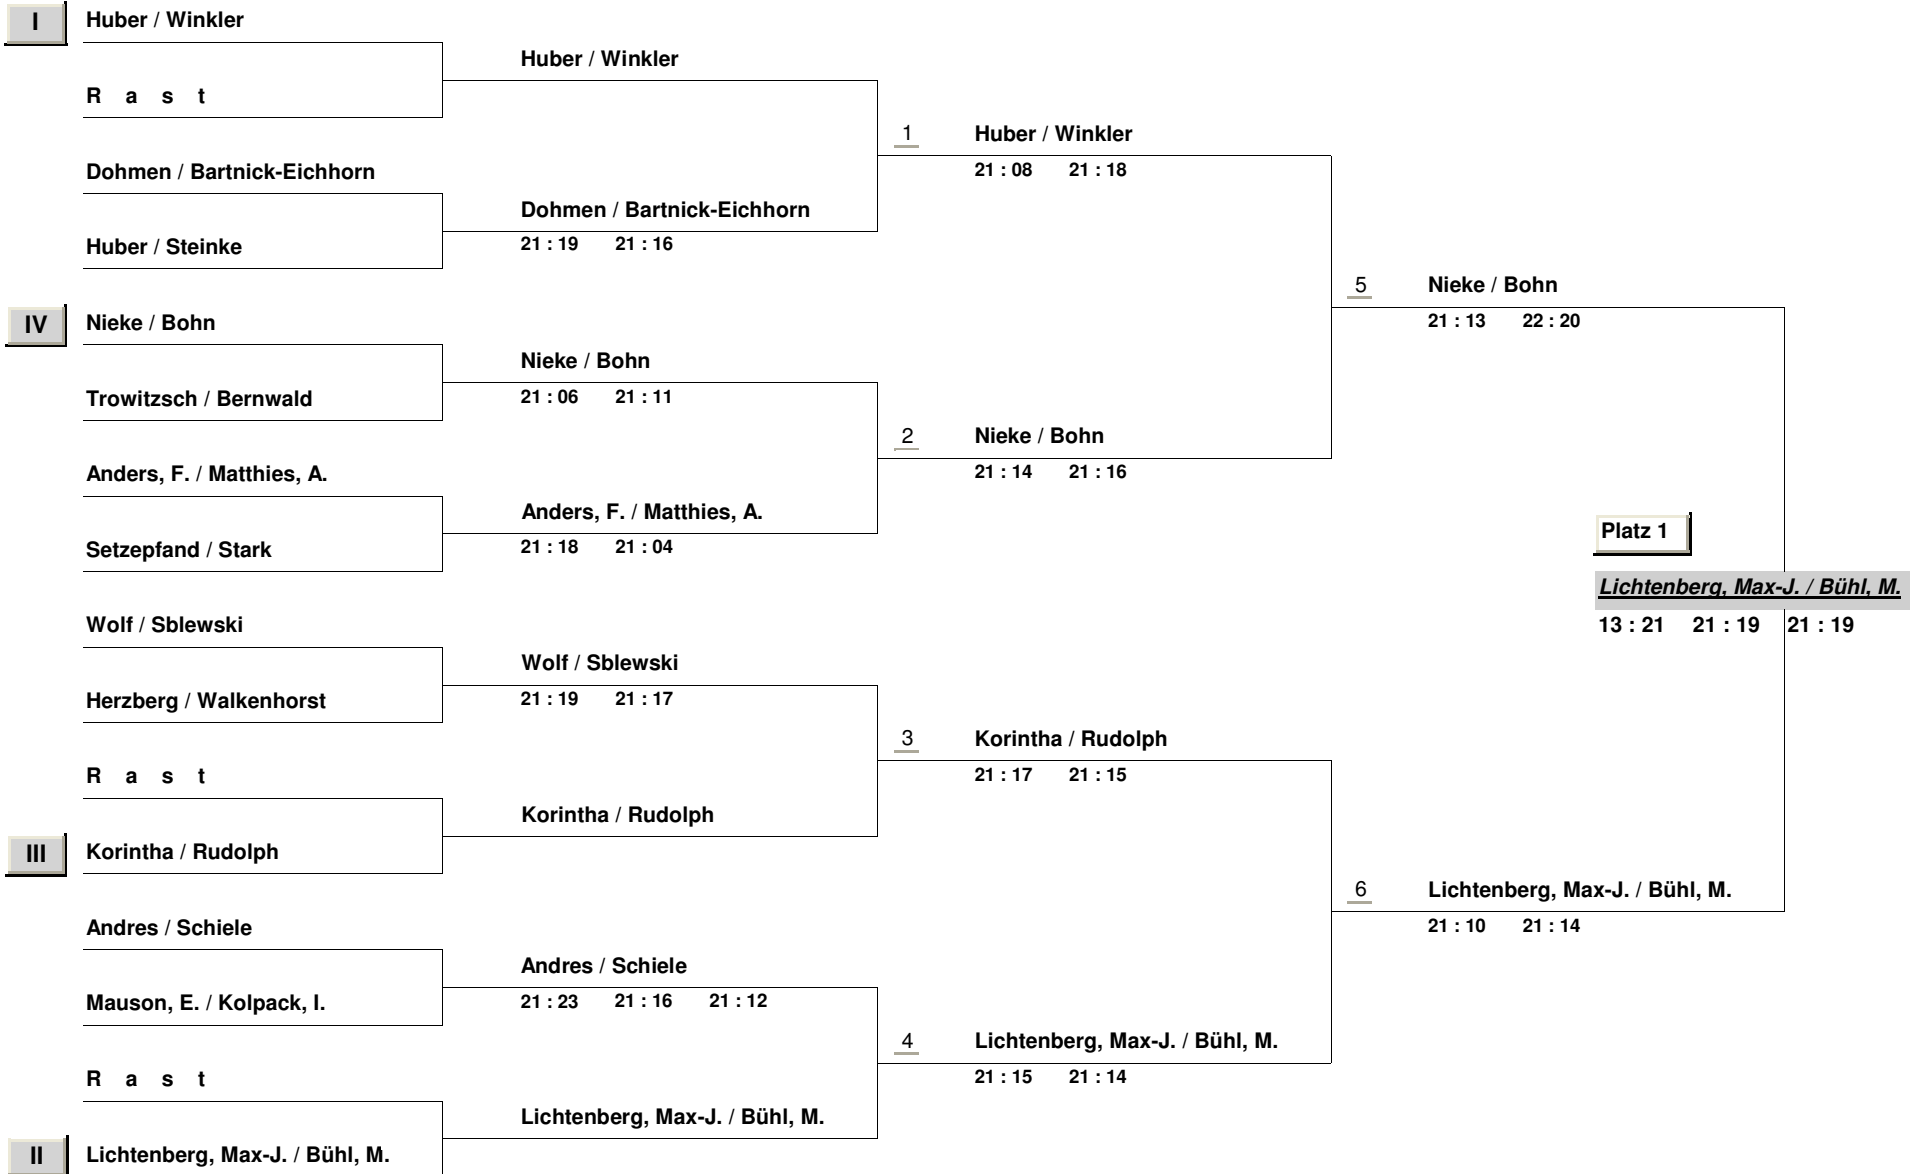 I Huber / Winkler
Huber / Winkler
R a s t
1 Huber / Winkler
21 : 08 21 : 18
Dohmen / Bartnick-Eichhorn
Dohmen / Bartnick-Eichhorn
21 : 19 21 : 16
Huber / Steinke
5 Nieke / Bohn
21 : 13 22 : 20
IV Nieke / Bohn
Nieke / Bohn
21 : 06 21 : 11
Trowitzsch / Bernwald
2 Nieke / Bohn
21 : 14 21 : 16
Anders, F. / Matthies, A.
Anders, F. / Matthies, A.
21 : 18 21 : 04
Setzepfand / Stark
Platz 1
Lichtenberg, Max-J. / Bühl, M.
13 : 21 21 : 19 21 : 19
Wolf / Sblewski
Wolf / Sblewski
21 : 19 21 : 17
Herzberg / Walkenhorst
3 Korintha / Rudolph
21 : 17 21 : 15
R a s t
Korintha / Rudolph
III Korintha / Rudolph
6 Lichtenberg, Max-J. / Bühl, M.
21 : 10 21 : 14
Andres / Schiele
Andres / Schiele
21 : 23 21 : 16 21 : 12
Mauson, E. / Kolpack, I.
4 Lichtenberg, Max-J. / Bühl, M.
21 : 15 21 : 14
R a s t
Lichtenberg, Max-J. / Bühl, M.
II Lichtenberg, Max-J. / Bühl, M.